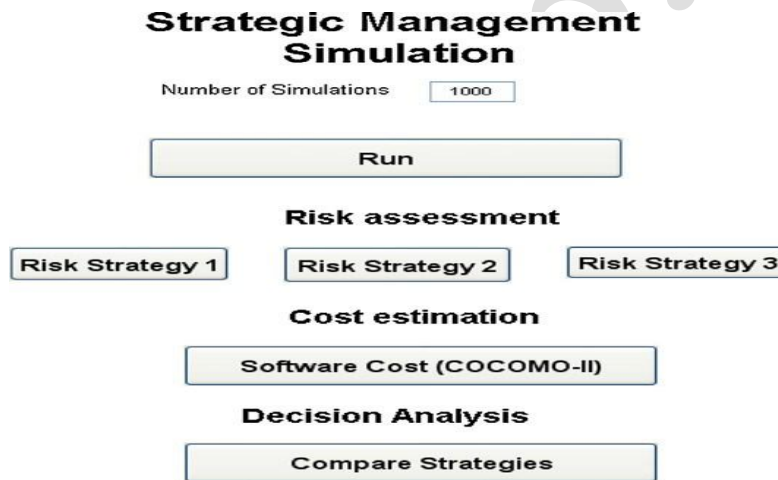 Strategic Management
Simulation
Number of Simulations 1000
Run
Risk assessment
Risk Strategy 1 Risk Strategy 2 Risk Strategy 3
Cost estimation
Software Cost (COCOMO-II)
Decision Analysis
Compare Strategies